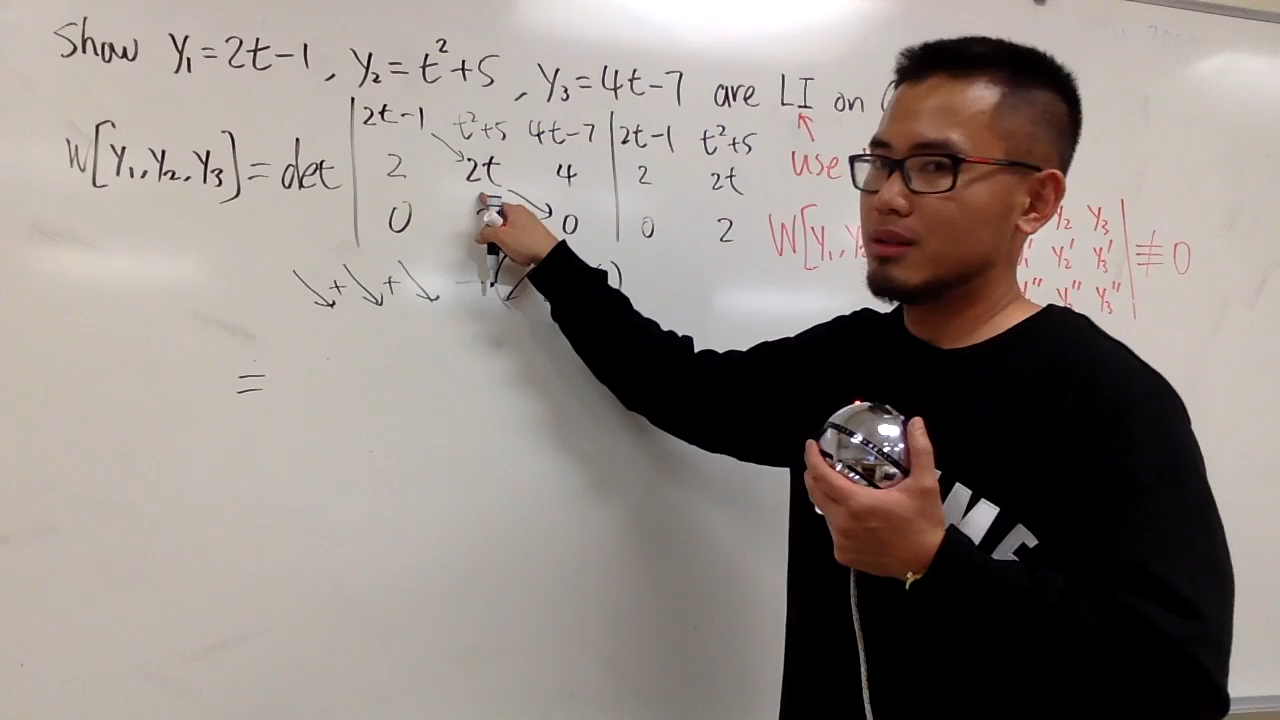 Show y₁ = 2t-1, y₂ = t²+5, y₃ = 4t-7 are LI on
2t-1 t²+5 4t-7 | 2t-1 t²+5
W[y₁, y₂, y₃] = det | 2 2t 4 | 2 2t
0 0 | 0 2
↘ + ↘ + ↘ -
=
use
W[y₁, y₂ y₃ | ≠ 0
y₂' y₃'
y₂" y₃"
ME